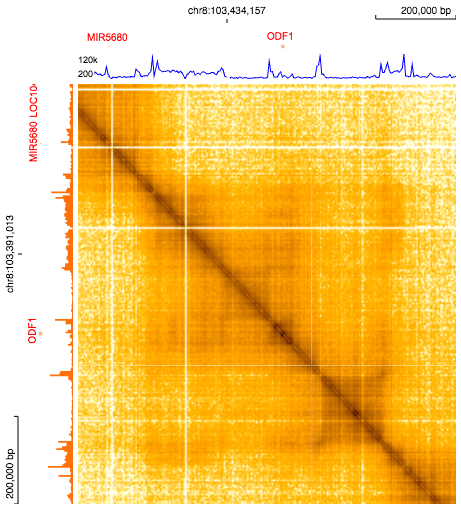 chr8:103,434,157
200,000 bp
MIR5680
ODF1
120k
200
MIR5680 LOC10
chr8:103,391,013
ODF1
200,000 bp